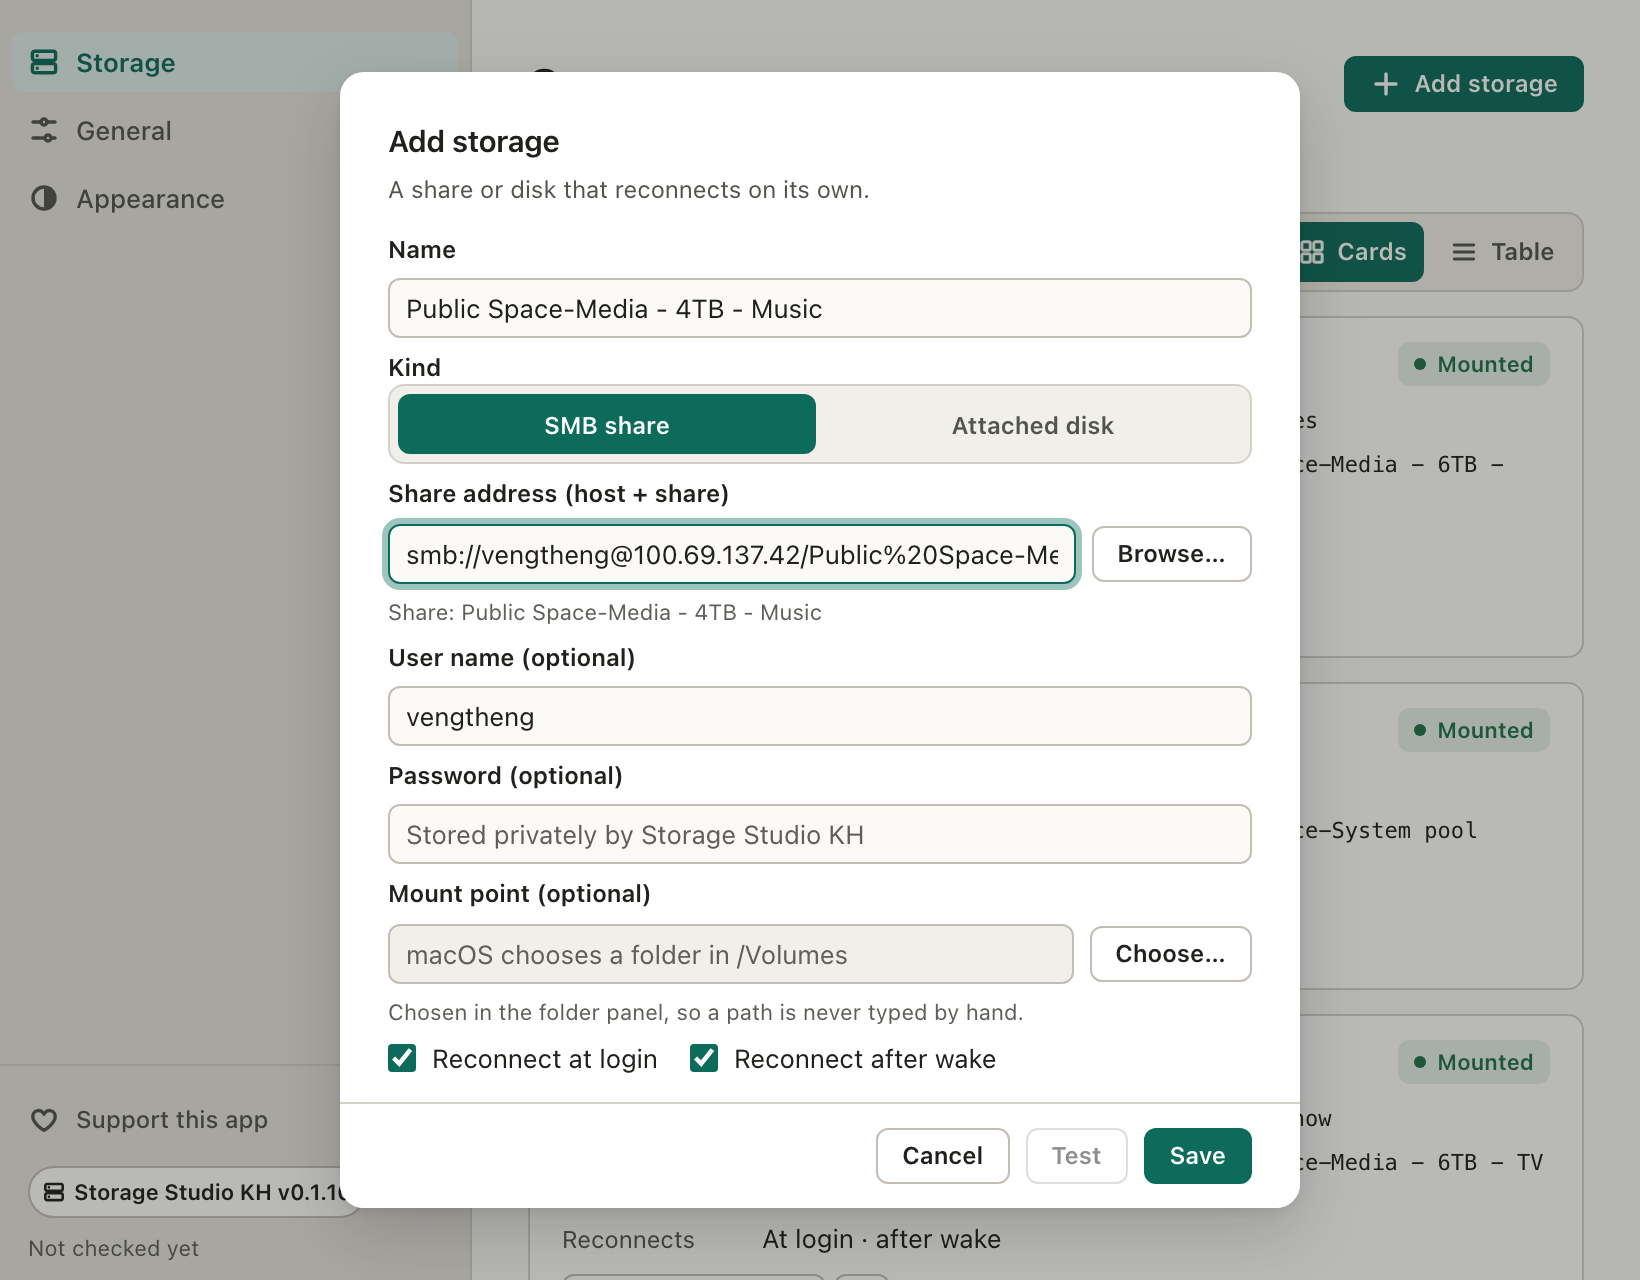 Storage
General
Appearance
Add storage
Cards
Table
Add storage
A share or disk that reconnects on its own.
Name
Public Space-Media - 4TB - Music
Kind
SMB share
Attached disk
Share address (host + share)
smb://vengtheng@100.69.137.42/Public%20Space-Me
Browse...
Share: Public Space-Media - 4TB - Music
User name (optional)
vengtheng
Password (optional)
Stored privately by Storage Studio KH
Mount point (optional)
macOS chooses a folder in /Volumes
Choose...
Chosen in the folder panel, so a path is never typed by hand.
Reconnect at login
Reconnect after wake
Cancel
Test
Save
Mounted
-Media - 6TB -
Mounted
-System pool
Mounted
-Media - 6TB - TV
Reconnects
At login · after wake
Support this app
Storage Studio KH v0.1.1
Not checked yet